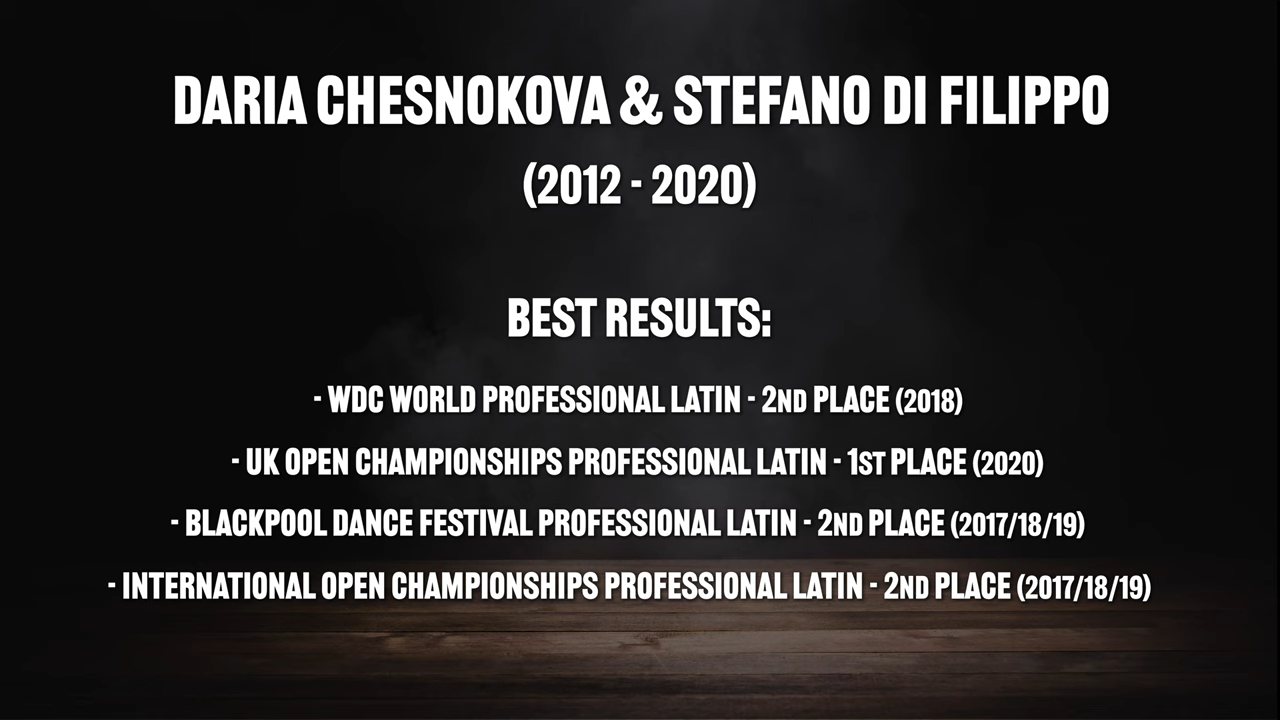 DARIA CHESNOKOVA & STEFANO DI FILIPPO
(2012 - 2020)
BEST RESULTS:
- WDC WORLD PROFESSIONAL LATIN - 2ND PLACE (2018)
- UK OPEN CHAMPIONSHIPS PROFESSIONAL LATIN - 1ST PLACE (2020)
- BLACKPOOL DANCE FESTIVAL PROFESSIONAL LATIN - 2ND PLACE (2017/18/19)
- INTERNATIONAL OPEN CHAMPIONSHIPS PROFESSIONAL LATIN - 2ND PLACE (2017/18/19)